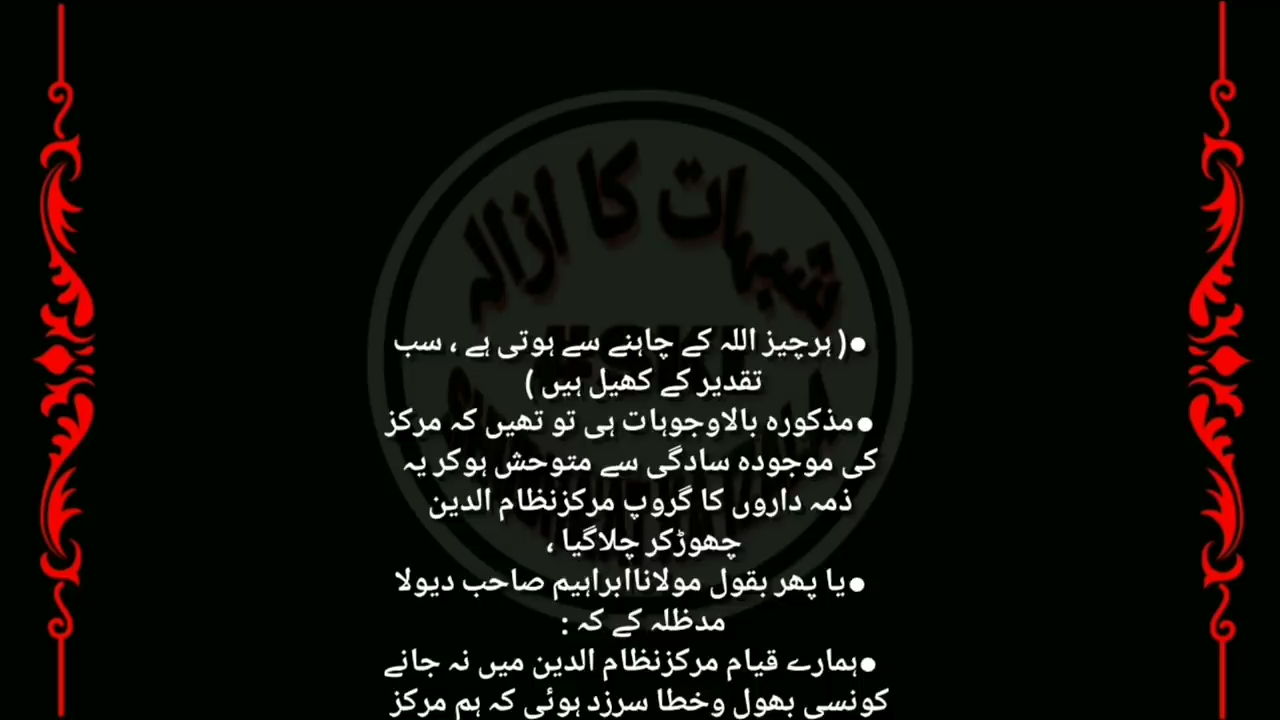 شبہات کا ازالہ
●( ہرچیز اللہ کے چاہنے سے ہوتی ہے ، سب
تقدیر کے کھیل ہیں )
●مذکورہ بالاوجوہات ہی تو تھیں کہ مرکز
کی موجودہ سادگی سے متوحش ہوکر یہ
ذمہ داروں کا گروپ مرکزنظام الدین
چھوڑکر چلاگیا ،
●یا پھر بقول مولاناابراہیم صاحب دیولا
مدظلہ کے کہ :
●ہمارے قیام مرکزنظام الدین میں نہ جانے
کونسی بھول وخطا سرزد ہوئی کہ ہم مرکز